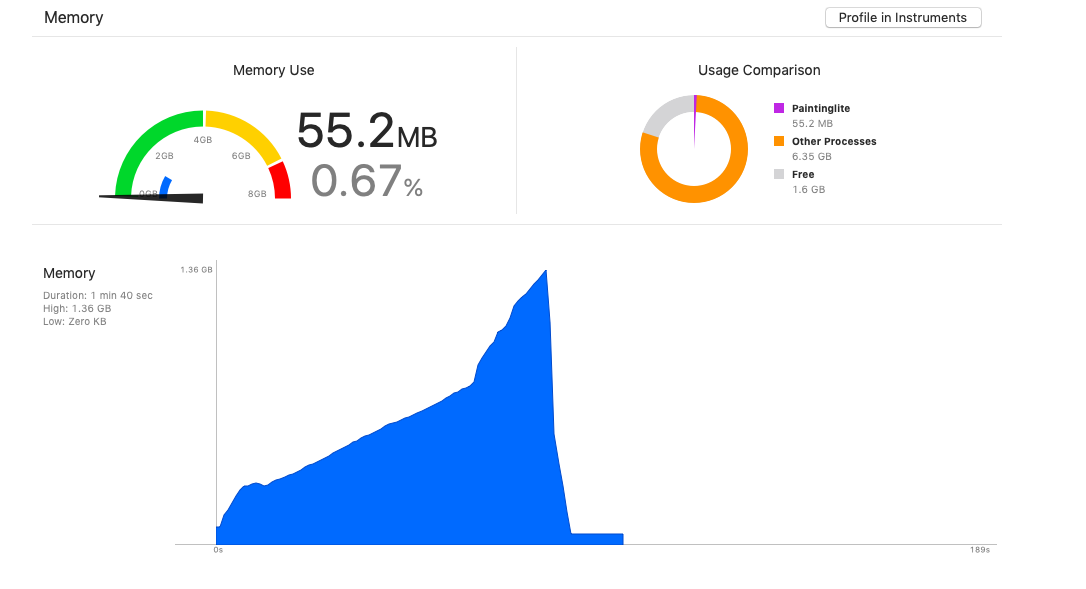 Memory
Profile in Instruments
Memory Use
Usage Comparison
55.2MB
0.67%
0GB
2GB
4GB
6GB
8GB
Paintinglite
55.2 MB
Other Processes
6.35 GB
Free
1.6 GB
Memory
Duration: 1 min 40 sec
High: 1.36 GB
Low: Zero KB
1.36 GB
0s
189s